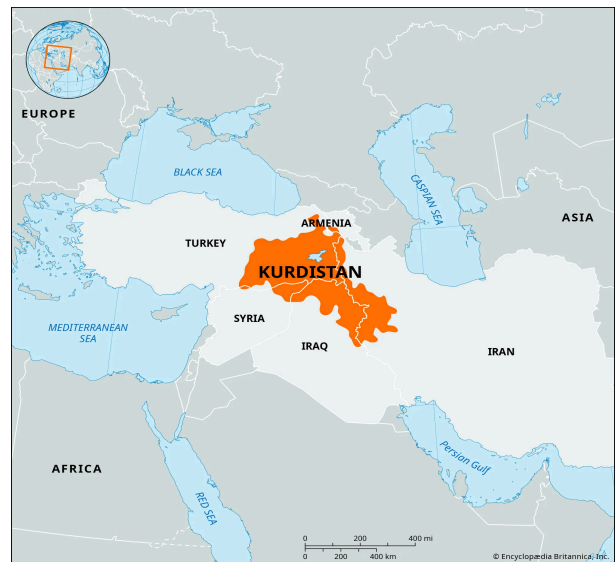 EUROPE
BLACK SEA
CASPIAN SEA
ASIA
ARMENIA
TURKEY
KURDISTAN
MEDITERRANEAN
SEA
SYRIA
IRAQ
IRAN
Persian Gulf
AFRICA
RED SEA
0 200 400 mi
0 200 400 km
© Encyclopædia Britannica, Inc.